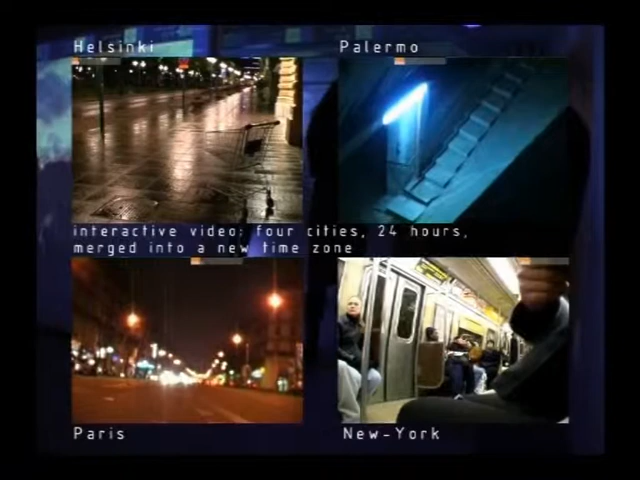 Helsinki
Palermo
interactive video: four cities, 24 hours,
merged into a new time zone
Paris
New-York